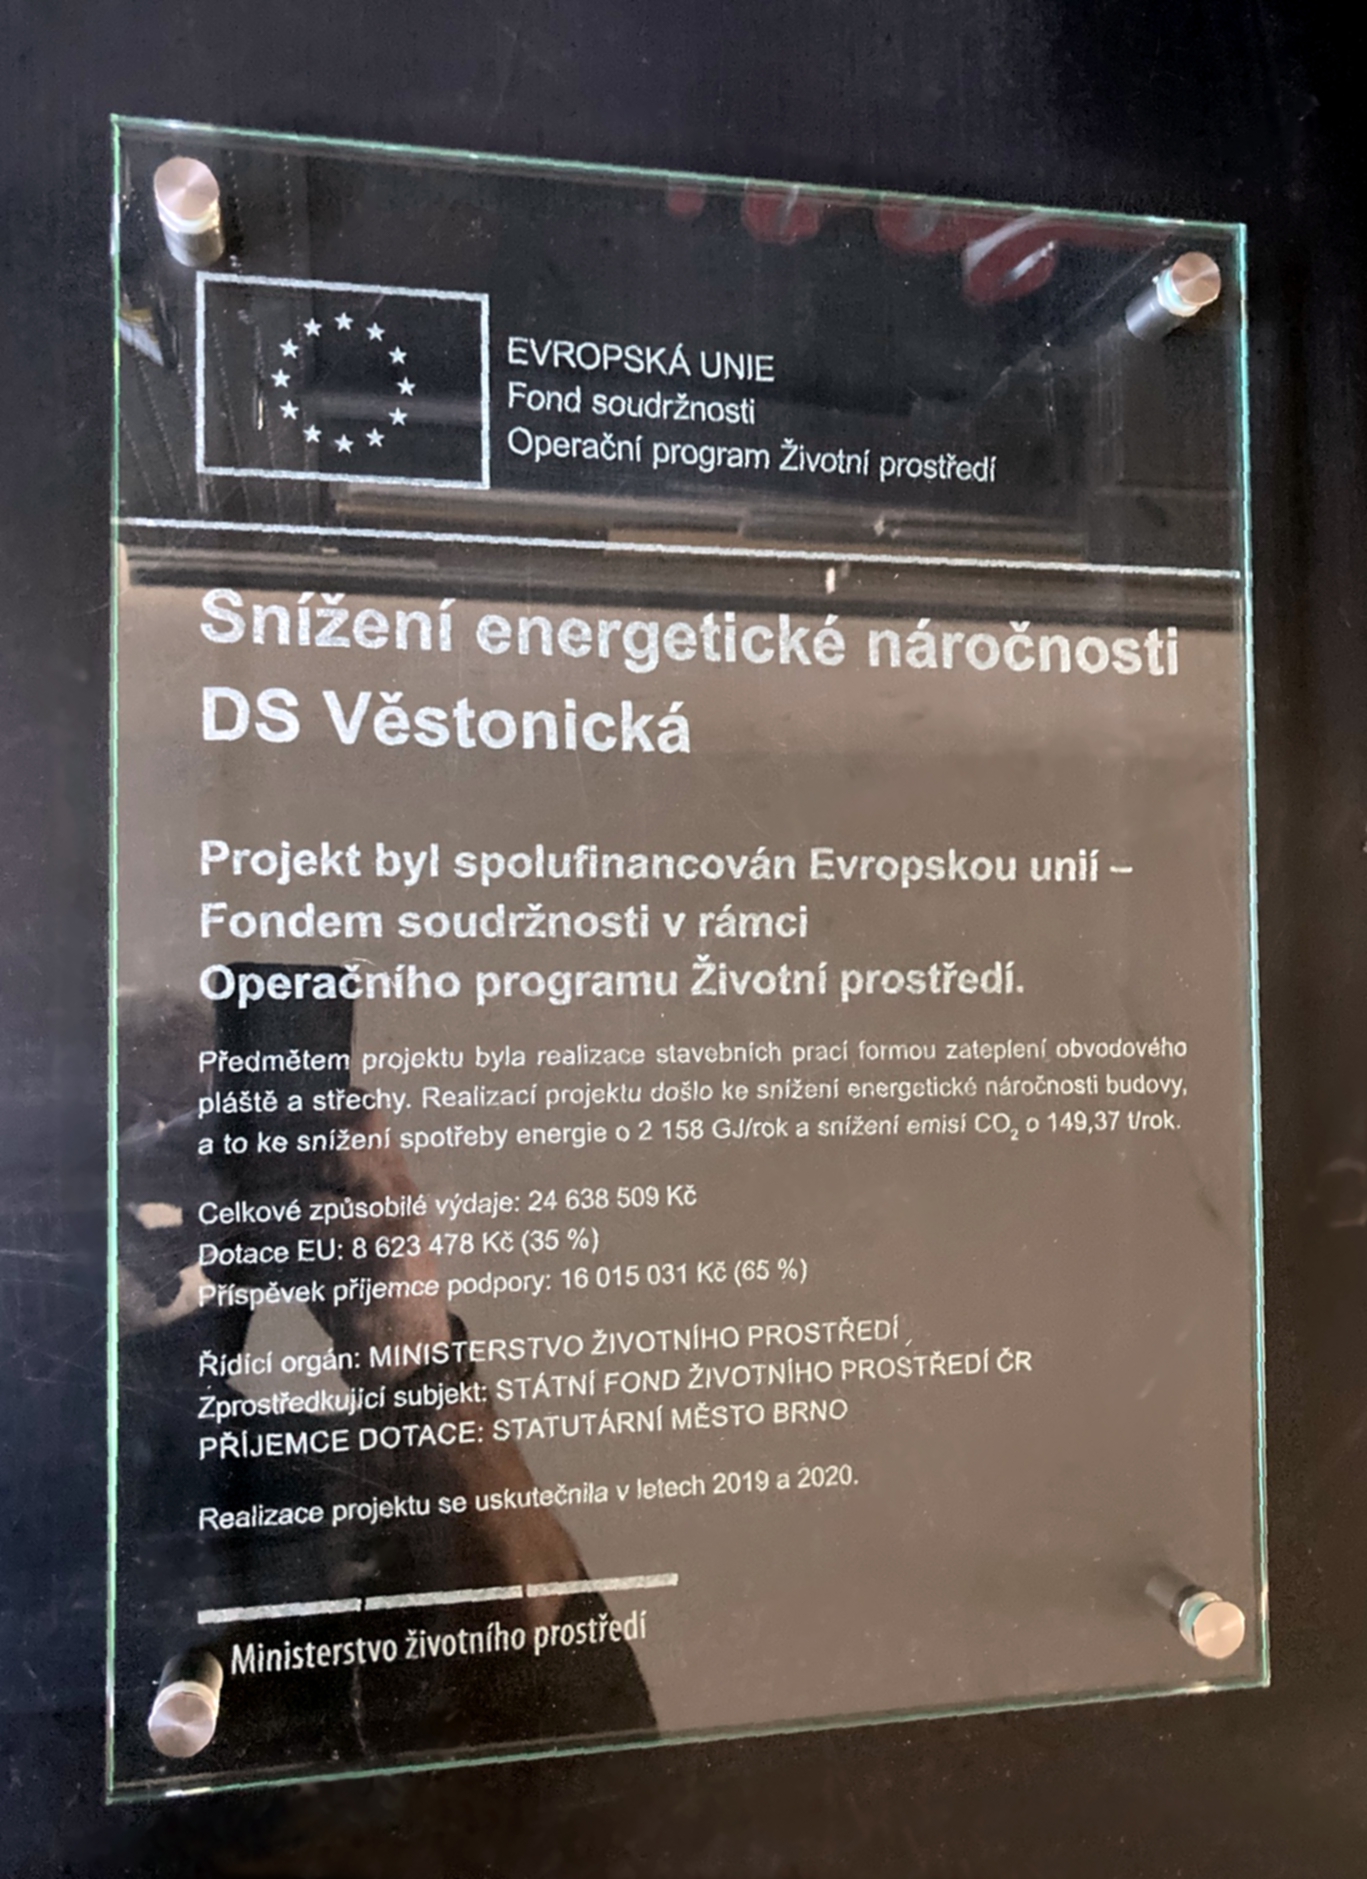 EVROPSKÁ UNIE
Fond soudržnosti
Operační program Životní prostředí
Snížení energetické náročnosti
DS Věstonická
Projekt byl spolufinancován Evropskou unií –
Fondem soudržnosti v rámci
Operačního programu Životní prostředí.
Předmětem projektu byla realizace stavebních prací formou zateplení obvodového
pláště a střechy. Realizací projektu došlo ke snížení energetické náročnosti budovy,
a to ke snížení spotřeby energie o 2 158 GJ/rok a snížení emisí CO₂ o 149,37 t/rok.
Celkové způsobilé výdaje: 24 638 509 Kč
Dotace EU: 8 623 478 Kč (35 %)
Příspěvek příjemce podpory: 16 015 031 Kč (65 %)
Řídící orgán: MINISTERSTVO ŽIVOTNÍHO PROSTŘEDÍ
Zprostředkující subjekt: STÁTNÍ FOND ŽIVOTNÍHO PROSTŘEDÍ ČR
PŘÍJEMCE DOTACE: STATUTÁRNÍ MĚSTO BRNO
Realizace projektu se uskutečnila v letech 2019 a 2020.
Ministerstvo životního prostředí